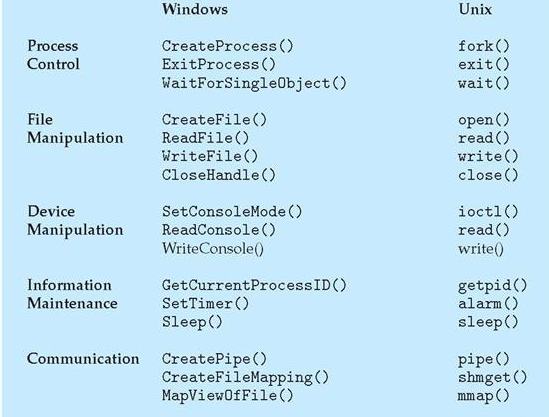 Windows Unix
Process CreateProcess() fork()
Control ExitProcess() exit()
WaitForSingleObject() wait()
File CreateFile() open()
Manipulation ReadFile() read()
WriteFile() write()
CloseHandle() close()
Device SetConsoleMode() ioctl()
Manipulation ReadConsole() read()
WriteConsole() write()
Information GetCurrentProcessID() getpid()
Maintenance SetTimer() alarm()
Sleep() sleep()
Communication CreatePipe() pipe()
CreateFileMapping() shmget()
MapViewOfFile() mmap()